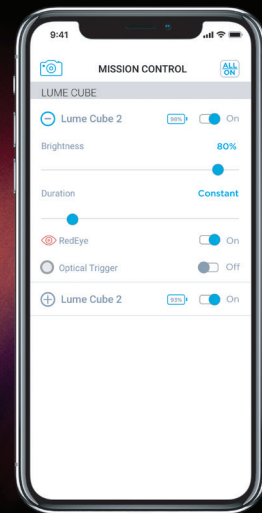 9:41
MISSION CONTROL
ALL
ON
LUME CUBE
Lume Cube 2
98%
On
Brightness
80%
Duration
Constant
RedEye
On
Optical Trigger
Off
Lume Cube 2
93%
On